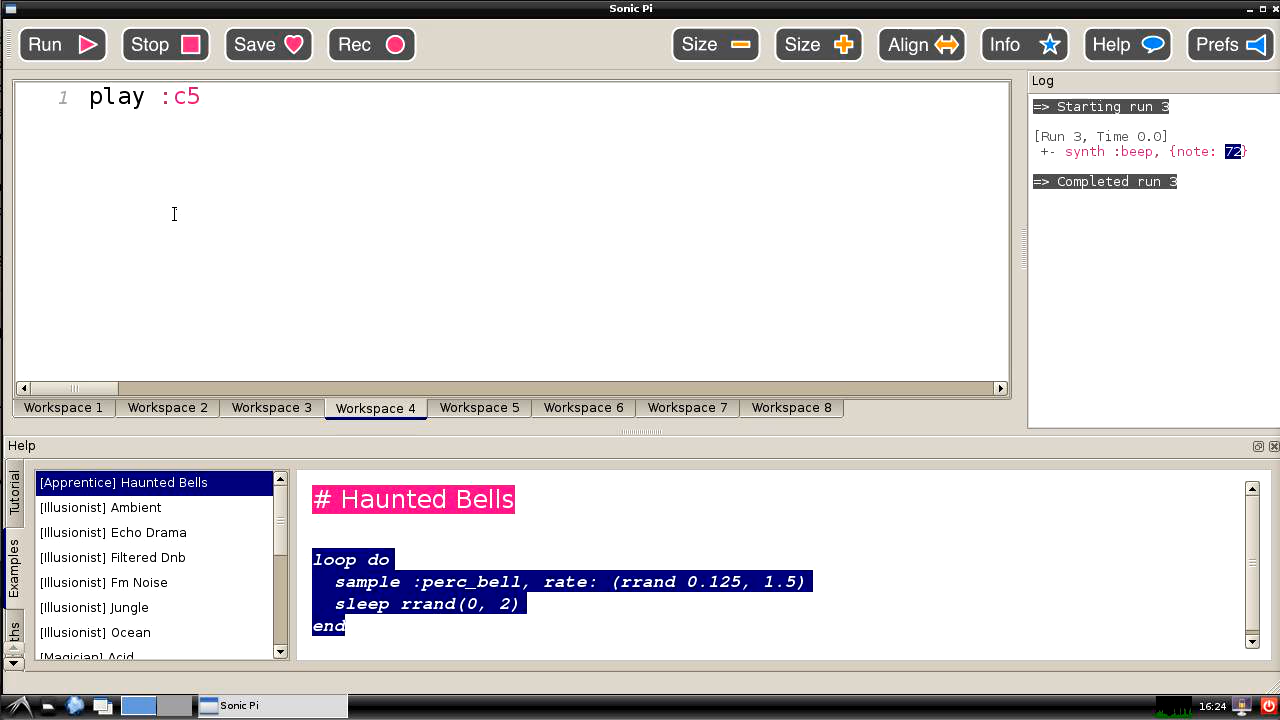 Sonic Pi
Run Stop Save Rec Size Size Align Info Help Prefs
1 play :c5
Log
=> Starting run 3
[Run 3, Time 0.0]
+- synth :beep, {note: 72}
=> Completed run 3
Workspace 1 Workspace 2 Workspace 3 Workspace 4 Workspace 5 Workspace 6 Workspace 7 Workspace 8
Help
Tutorial
Examples
ths
[Apprentice] Haunted Bells
[Illusionist] Ambient
[Illusionist] Echo Drama
[Illusionist] Filtered Dnb
[Illusionist] Fm Noise
[Illusionist] Jungle
[Illusionist] Ocean
[Magician] Acid
# Haunted Bells
loop do
sample :perc_bell, rate: (rrand 0.125, 1.5)
sleep rrand(0, 2)
end
Sonic Pi
16:24